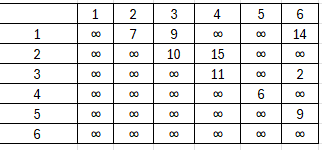 1 2 3 4 5 6
1 ∞ 7 9 ∞ ∞ 14
2 ∞ ∞ 10 15 ∞ ∞
3 ∞ ∞ ∞ 11 ∞ 2
4 ∞ ∞ ∞ ∞ 6 ∞
5 ∞ ∞ ∞ ∞ ∞ 9
6 ∞ ∞ ∞ ∞ ∞ ∞